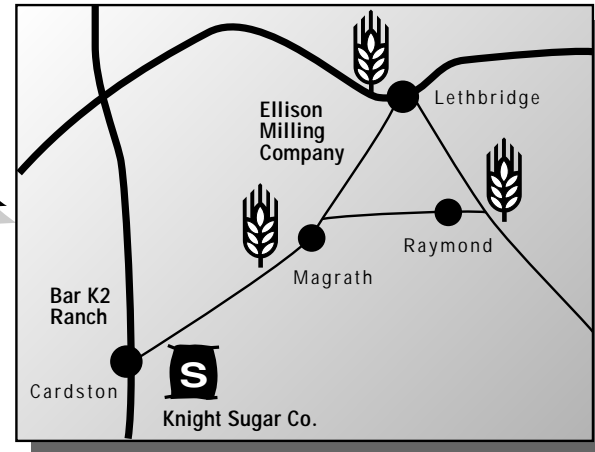 Lethbridge
Ellison
Milling
Company
Raymond
Magrath
Bar K2
Ranch
Cardston
S
Knight Sugar Co.